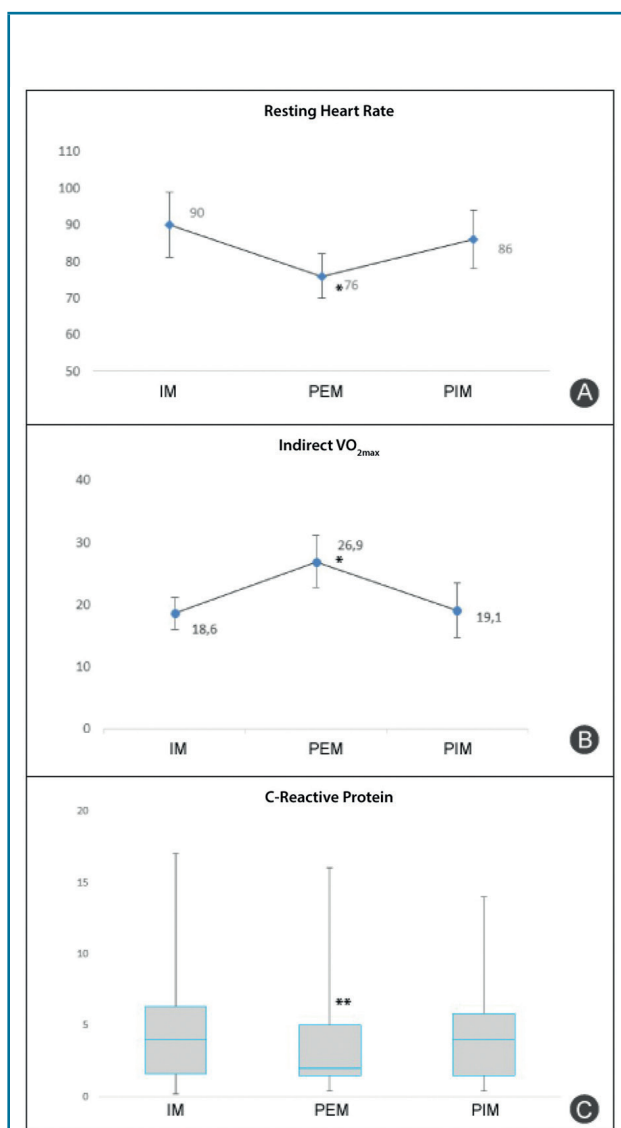 Resting Heart Rate
110
100
90
80
70
60
50
90
*76
86
IM PEM PIM
A
Indirect VO2max
40
30
20
10
0
18,6
26,9
*
19,1
IM PEM PIM
B
C-Reactive Protein
20
15
10
5
0
**
IM PEM PIM
C